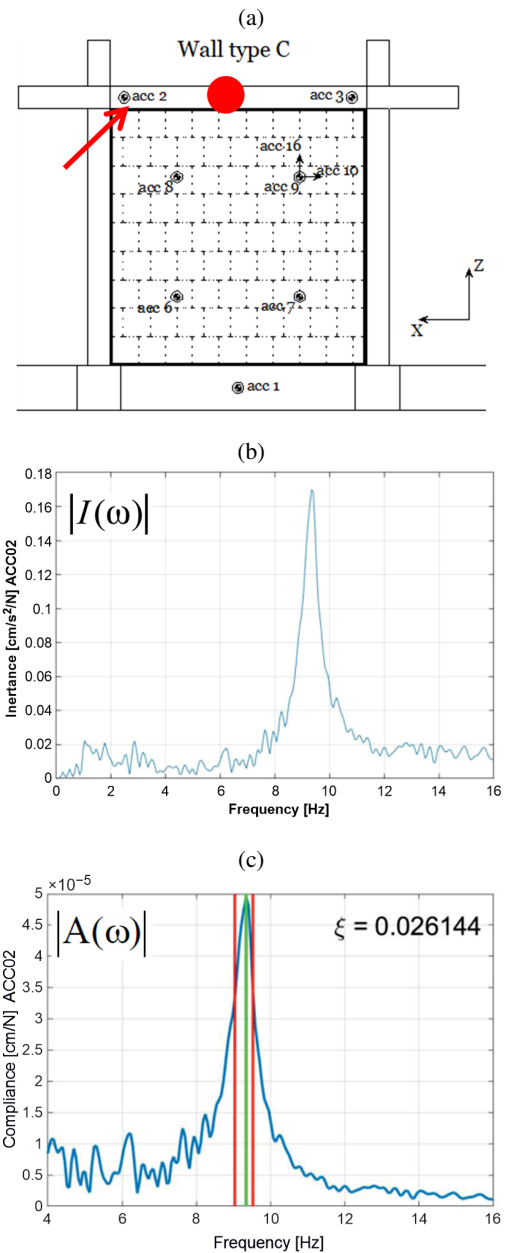 (a)
Wall type C
acc 2
acc 3
acc 16
acc 10
acc 8
acc 9
acc 6
acc 7
Z
X
acc 1
(b)
|I(ω)|
Inertance [cm/s²/N] ACC02
0.18
0.16
0.14
0.12
0.1
0.08
0.06
0.04
0.02
0
0 2 4 6 8 10 12 14 16
Frequency [Hz]
(c)
×10⁻⁵
|A(ω)|
ξ = 0.026144
Compliance [cm/N] ACC02
5
4.5
4
3.5
3
2.5
2
1.5
1
0.5
0
4 6 8 10 12 14 16
Frequency [Hz]